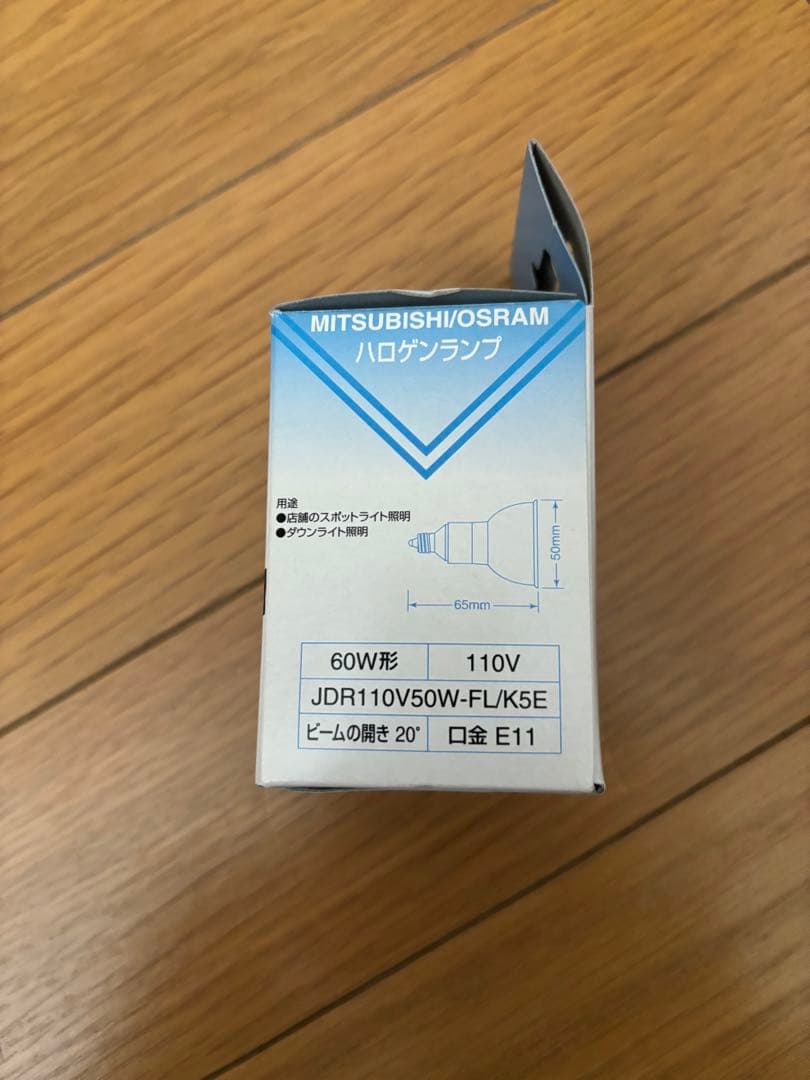 MITSUBISHI/OSRAM
ハロゲンランプ
用途
●店舗のスポットライト照明
●ダウンライト照明
50mm
65mm
60W形 110V
JDR110V50W-FL/K5E
ビームの開き 20° 口金 E11